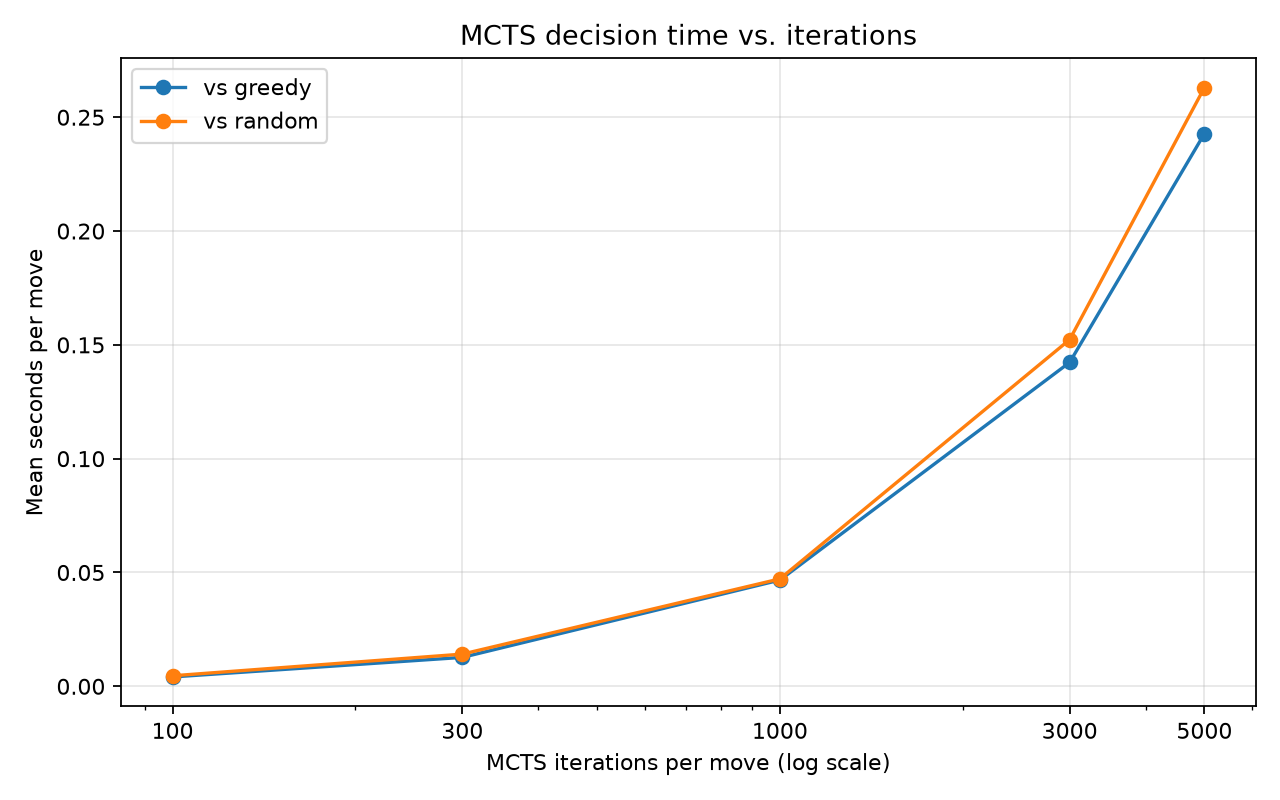 MCTS decision time vs. iterations
vs greedy
vs random
Mean seconds per move
0.25
0.20
0.15
0.10
0.05
0.00
100 300 1000 3000 5000
MCTS iterations per move (log scale)